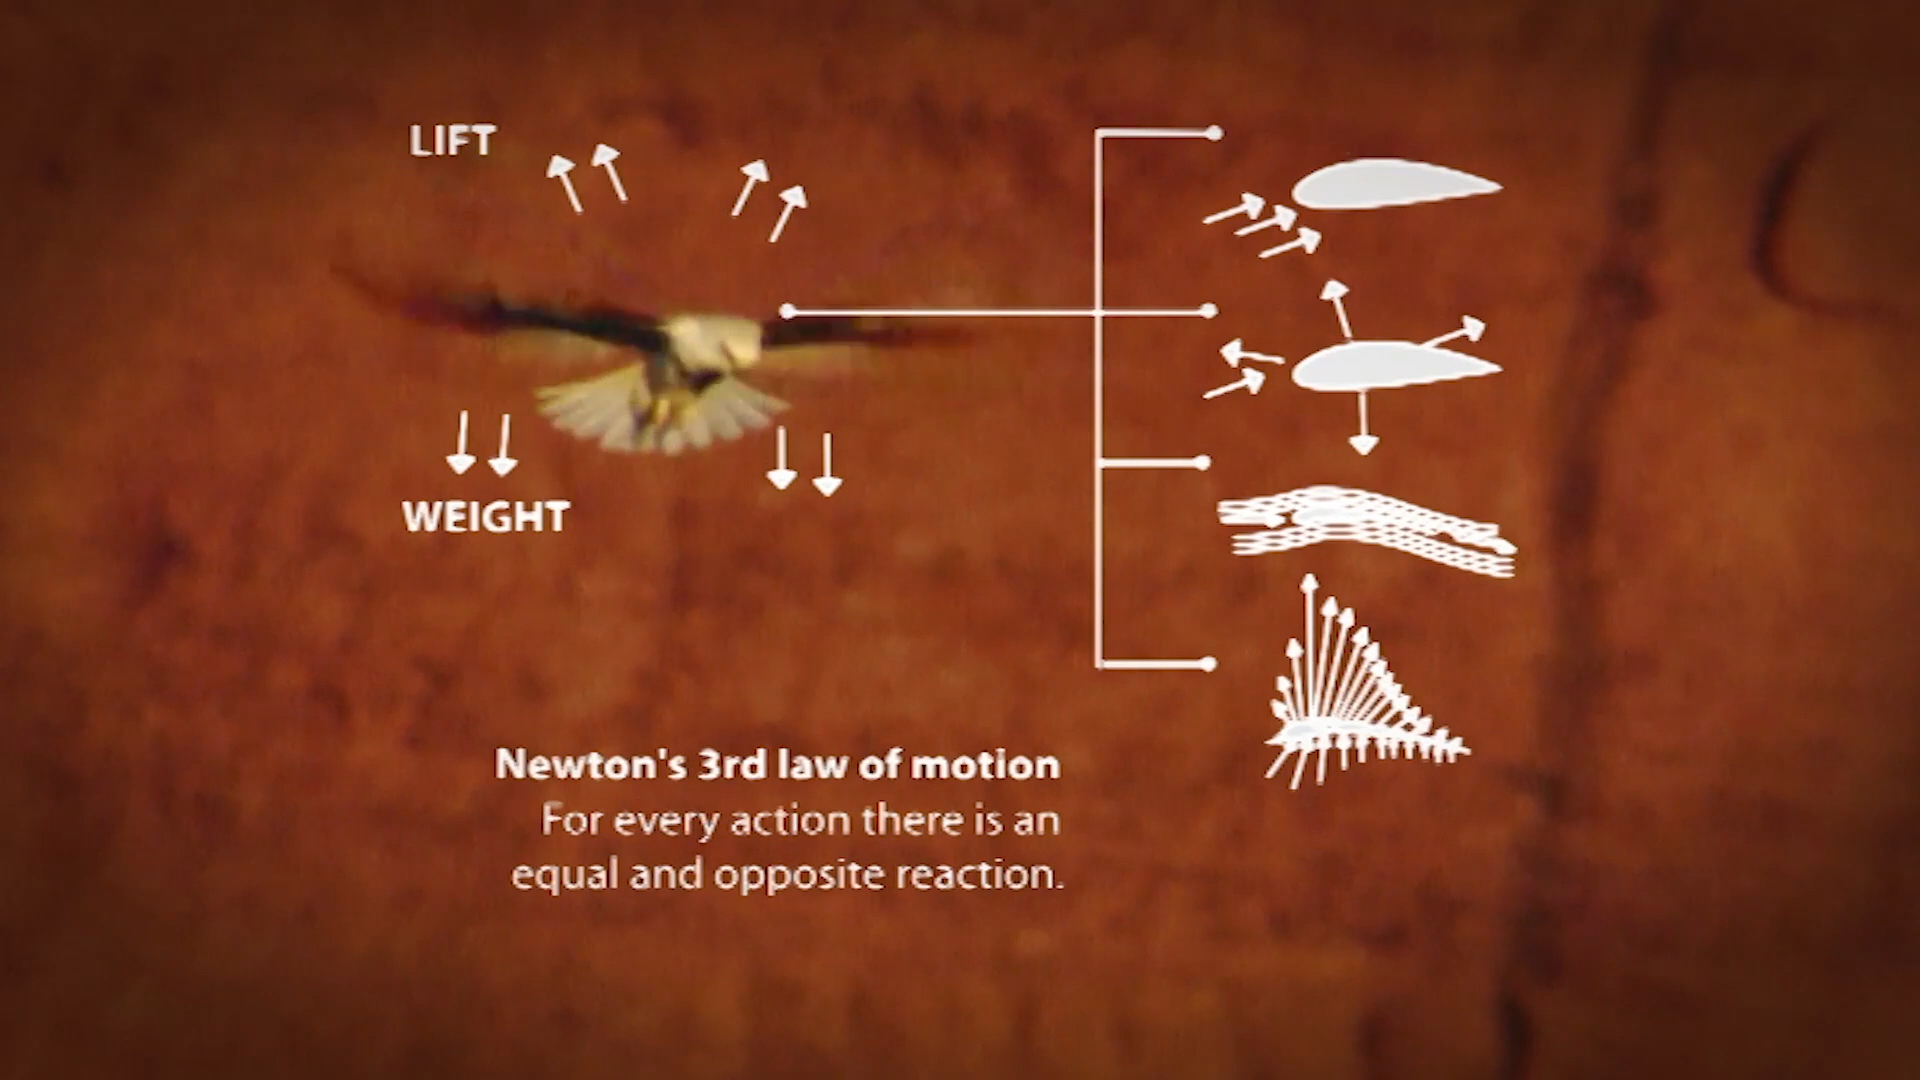 LIFT
WEIGHT
Newton's 3rd law of motion
For every action there is an
equal and opposite reaction.